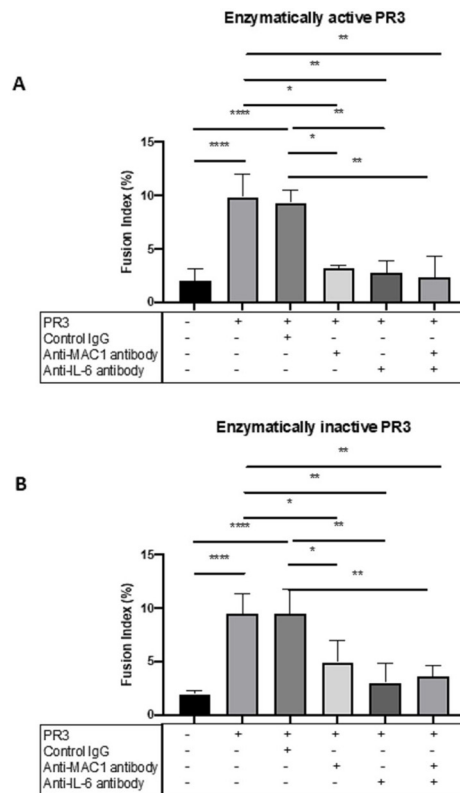 Enzymatically active PR3
A
**
**
*
**
****
*
****
**
15
10
5
0
Fusion Index (%)
PR3 - + + + + +
Control IgG - - + - - -
Anti-MAC1 antibody - - - + - +
Anti-IL-6 antibody - - - - + +
Enzymatically inactive PR3
B
**
**
*
**
****
*
****
**
15
10
5
0
Fusion Index (%)
PR3 - + + + + +
Control IgG - - + - - -
Anti-MAC1 antibody - - - + - +
Anti-IL-6 antibody - - - - + +